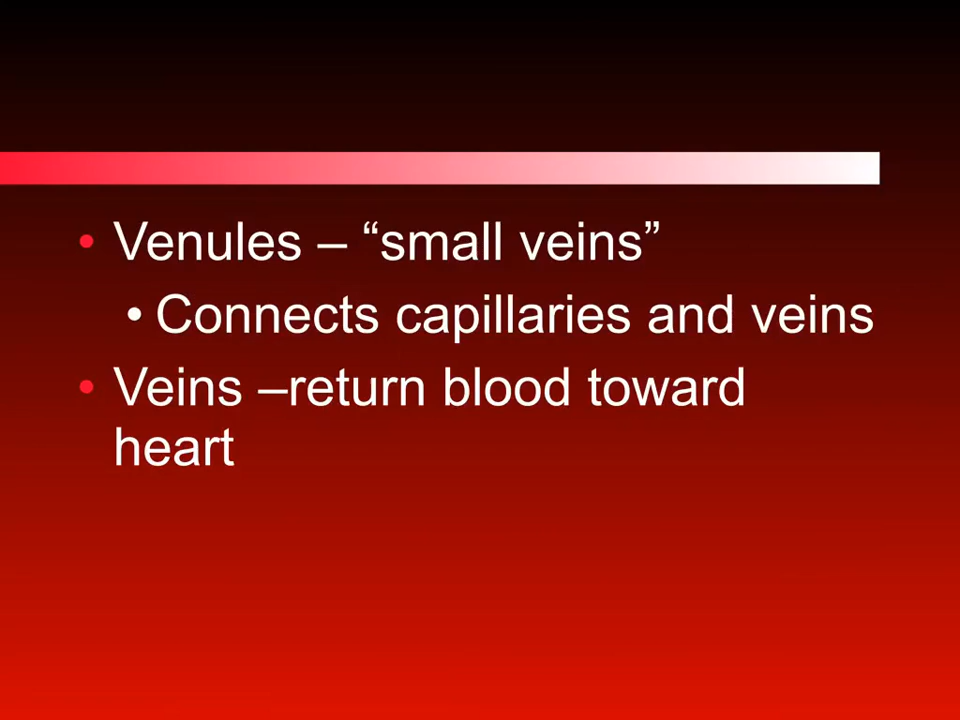 • Venules – “small veins”
• Connects capillaries and veins
• Veins –return blood toward
heart